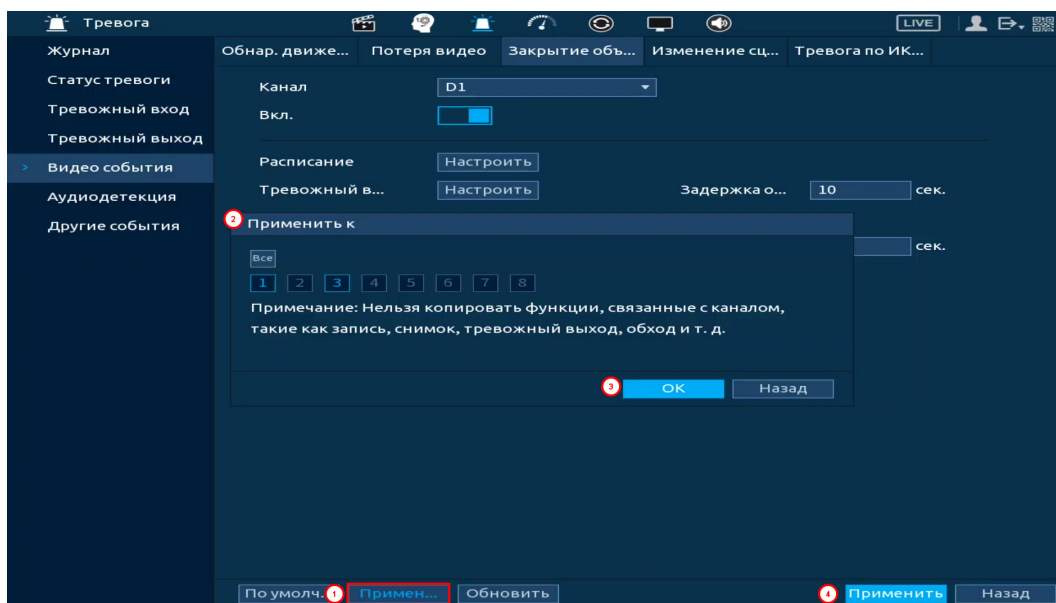 Тревога
LIVE
Журнал
Статус тревоги
Тревожный вход
Тревожный выход
> Видео события
Аудиодетекция
Другие события
Обнар. движе... Потеря видео Закрытие объ... Изменение сц... Тревога по ИК...
Канал D1
Вкл.
Расписание Настроить
Тревожный в... Настроить Задержка о... 10 сек.
сек.
2 Применить к
Все
1 2 3 4 5 6 7 8
Примечание: Нельзя копировать функции, связанные с каналом,
такие как запись, снимок, тревожный выход, обход и т. д.
3 OK Назад
По умолч. 1 Примен... Обновить 4 Применить Назад